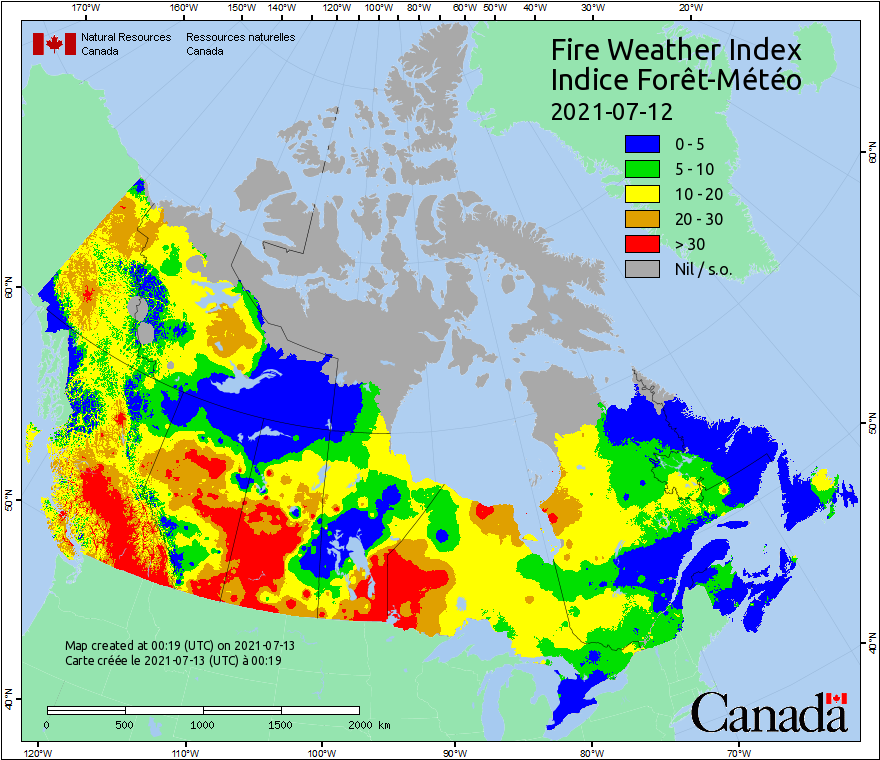 170°W 160°W 150°W 140°W 120°W 100°W 80°W 60°W 50°W 40°W 30°W 20°W
Natural Resources Ressources naturelles
Canada Canada
Fire Weather Index
Indice Forêt-Météo
2021-07-12
0 - 5
5 - 10
10 - 20
20 - 30
> 30
Nil / s.o.
60°N
50°N
40°N
60°N
50°N
40°N
Map created at 00:19 (UTC) on 2021-07-13
Carte créée le 2021-07-13 (UTC) à 00:19
0 500 1000 1500 2000 km
Canada
120°W 110°W 100°W 90°W 80°W 70°W